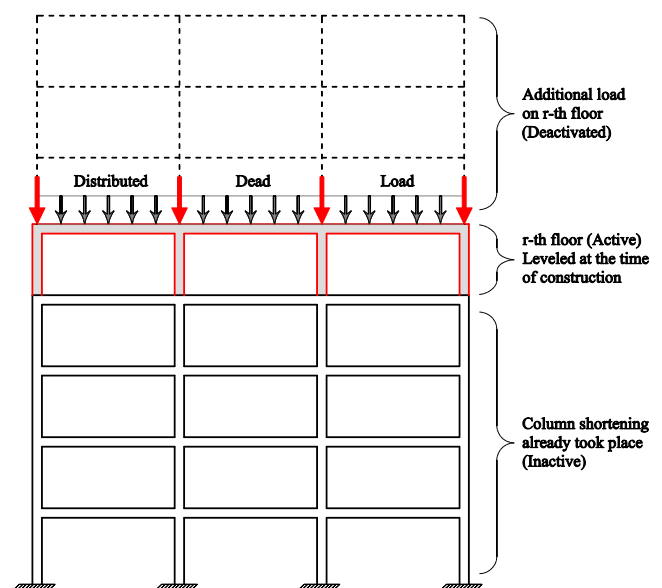 Additional load
on r-th floor
(Deactivated)
Distributed Dead Load
r-th floor (Active)
Leveled at the time
of construction
Column shortening
already took place
(Inactive)